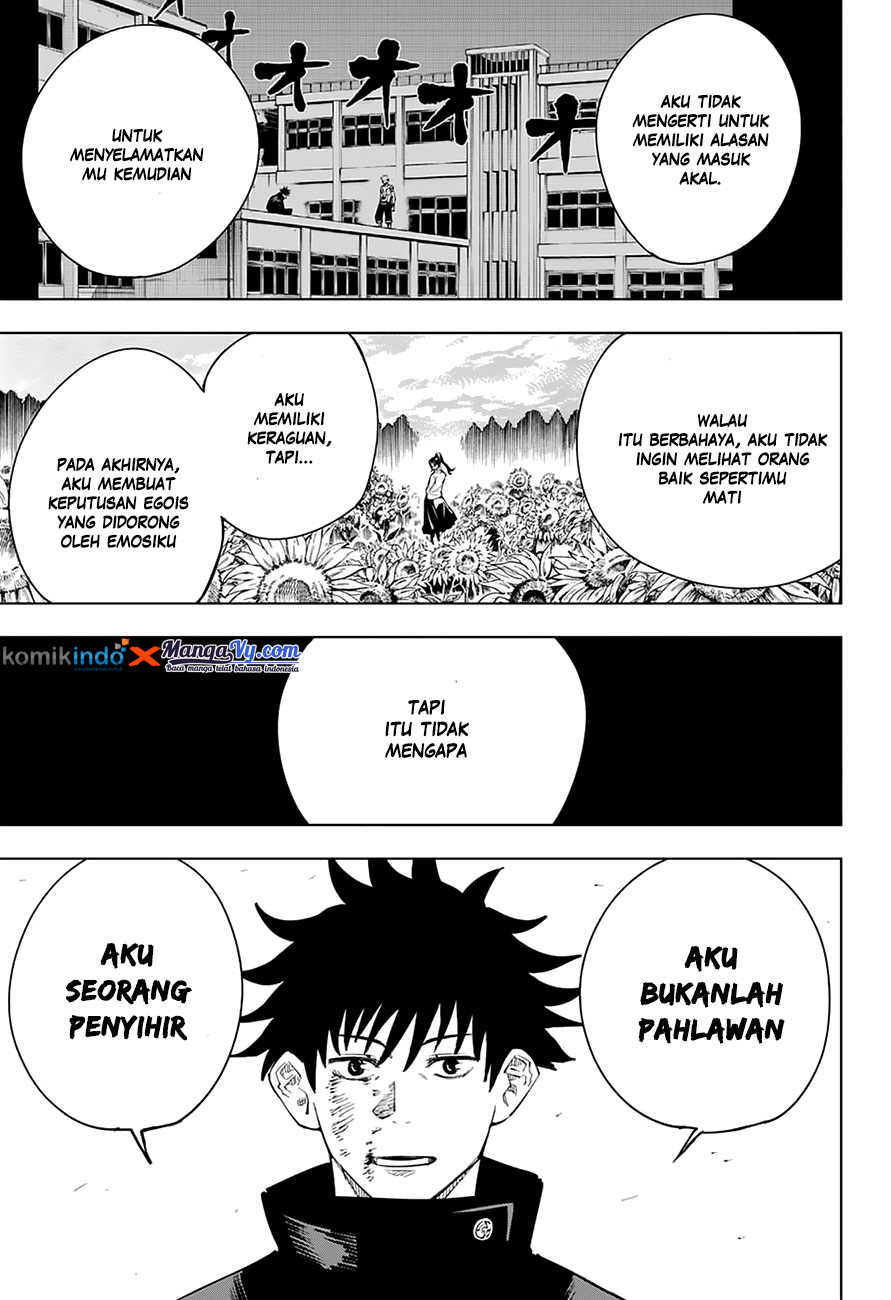 オオオオオ
AKU TIDAK
MENGERTI UNTUK
MEMILIKI ALASAN
YANG MASUK
AKAL.
UNTUK
MENYELAMATKAN
MU KEMUDIAN
WALAU
ITU BERBAHAYA, AKU TIDAK
INGIN MELIHAT ORANG
BAIK SEPERTIMU
MATI
AKU
MEMILIKI
KERAGUAN,
TAPI...
PADA AKHIRNYA,
AKU MEMBUAT
KEPUTUSAN EGOIS
YANG DIDORONG
OLEH EMOSIKU
komikindo X MangaVy.com
Baca manga telat bahasa indonesia
TAPI
ITU TIDAK
MENGAPA
AKU
BUKANLAH
PAHLAWAN
AKU
SEORANG
PENYIHIR